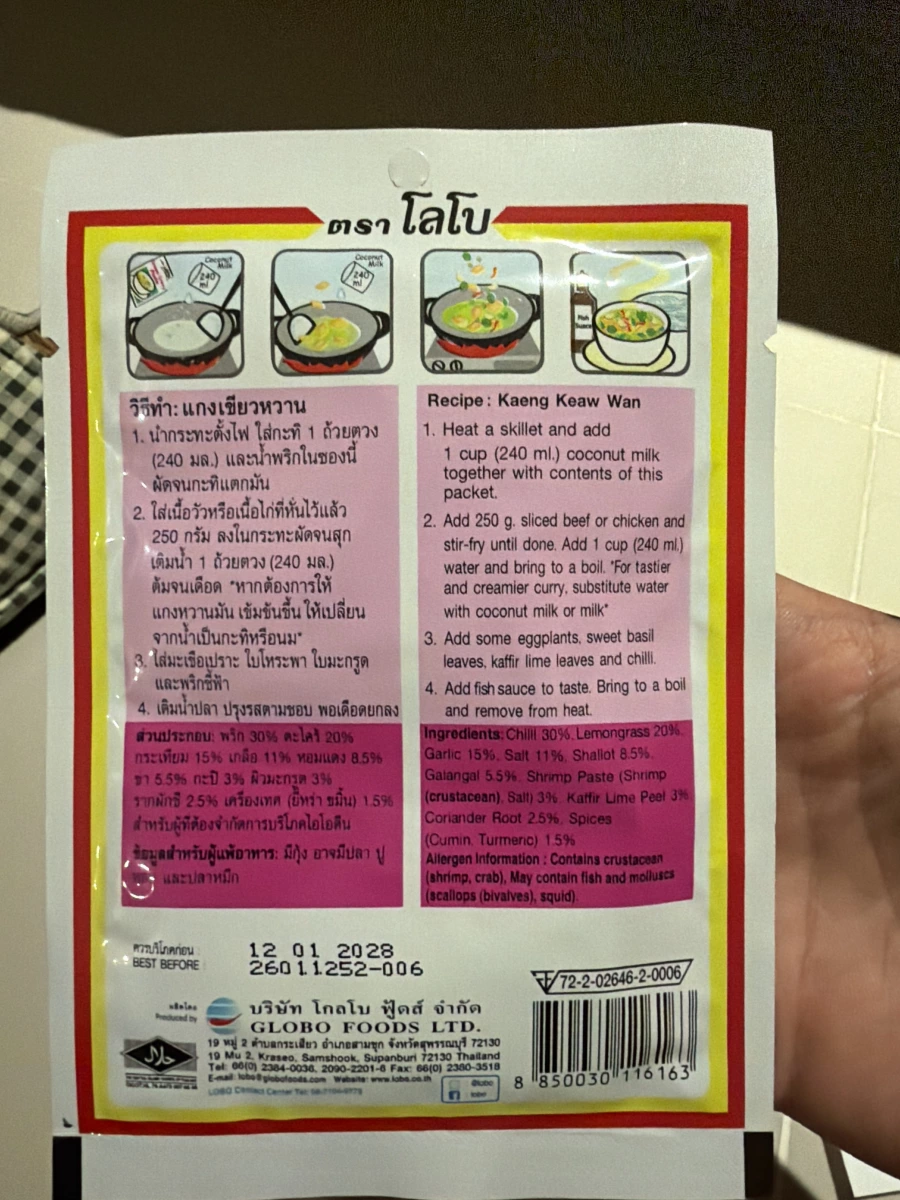 ตรา โลโบ
Coconut Milk
240 ml
Coconut Milk
240 ml
Fish Sauce
วิธีทำ: แกงเขียวหวาน
1. นำกระทะตั้งไฟ ใส่กะทิ 1 ถ้วยตวง
(240 มล.) และน้ำพริกในซองนี้
ผัดจนกะทิแตกมัน
2. ใส่เนื้อวัวหรือเนื้อไก่ที่หั่นไว้แล้ว
250 กรัม ลงในกระทะผัดจนสุก
เติมน้ำ 1 ถ้วยตวง (240 มล.)
ต้มจนเดือด *หากต้องการให้
แกงหวานมัน เข้มข้นขึ้น ให้เปลี่ยน
จากน้ำเป็นกะทิหรือนม*
3. ใส่มะเขือเปราะ ใบโหระพา ใบมะกรูด
และพริกชี้ฟ้า
4. เติมน้ำปลา ปรุงรสตามชอบ พอเดือดยกลง
ส่วนประกอบ: พริก 30% ตะไคร้ 20%
กระเทียม 15% เกลือ 11% หอมแดง 8.5%
ข่า 5.5% กะปิ 3% ผิวมะกรูด 3%
รากผักชี 2.5% เครื่องเทศ (ยี่หร่า ขมิ้น) 1.5%
สำหรับผู้ที่ต้องจำกัดการบริโภคไอโอดีน
ข้อมูลสำหรับผู้แพ้อาหาร: มีกุ้ง อาจมีปลา ปู
และปลาหมึก
Recipe: Kaeng Keaw Wan
1. Heat a skillet and add
1 cup (240 ml.) coconut milk
together with contents of this
packet.
2. Add 250 g. sliced beef or chicken and
stir-fry until done. Add 1 cup (240 ml.)
water and bring to a boil. *For tastier
and creamier curry, substitute water
with coconut milk or milk*
3. Add some eggplants, sweet basil
leaves, kaffir lime leaves and chilli.
4. Add fish sauce to taste. Bring to a boil
and remove from heat.
Ingredients: Chilli 30%, Lemongrass 20%,
Garlic 15%, Salt 11%, Shallot 8.5%,
Galangal 5.5%, Shrimp Paste (Shrimp
(crustacean), Salt) 3%, Kaffir Lime Peel 3%
Coriander Root 2.5%, Spices
(Cumin, Turmeric) 1.5%
Allergen Information : Contains crustacean
(shrimp, crab), May contain fish and molluscs
(scallops (bivalves), squid).
ควรบริโภคก่อน :
BEST BEFORE :
12 01 2028
26011252-006
72-2-02646-2-0006
ผลิตโดย
Produced by
บริษัท โกลโบ ฟู้ดส์ จำกัด
GLOBO FOODS LTD.
19 หมู่ 2 ตำบลกระเสียว อำเภอสามชุก จังหวัดสุพรรณบุรี 72130
19 Mu 2, Kraseo, Samshook, Supanburi 72130 Thailand
Tel: 66(0) 2384-0038, 2090-2201-8 Fax: 66(0) 2380-3518
E-mail: lobo@globofoods.com Website: www.lobo.co.th
حلال
8 850030 116163